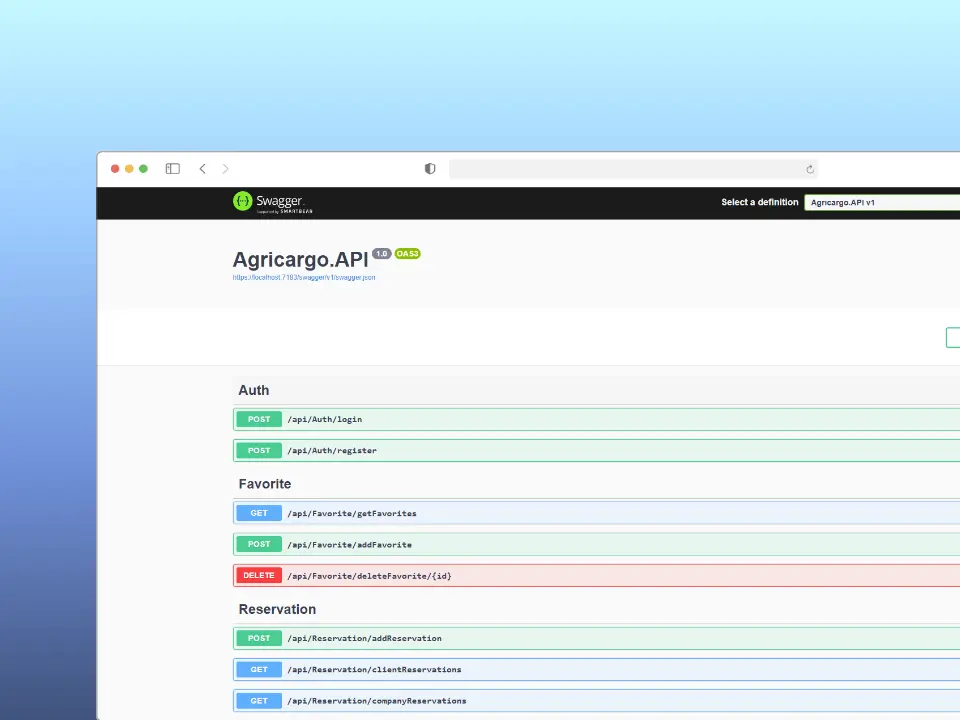 Swagger.
Supported by SMARTBEAR
Select a definition
Agricargo.API v1
Agricargo.API 1.0 OAS3
https://localhost:7183/swagger/v1/swagger.json
Auth
POST /api/Auth/login
POST /api/Auth/register
Favorite
GET /api/Favorite/getFavorites
POST /api/Favorite/addFavorite
DELETE /api/Favorite/deleteFavorite/{id}
Reservation
POST /api/Reservation/addReservation
GET /api/Reservation/clientReservations
GET /api/Reservation/companyReservations